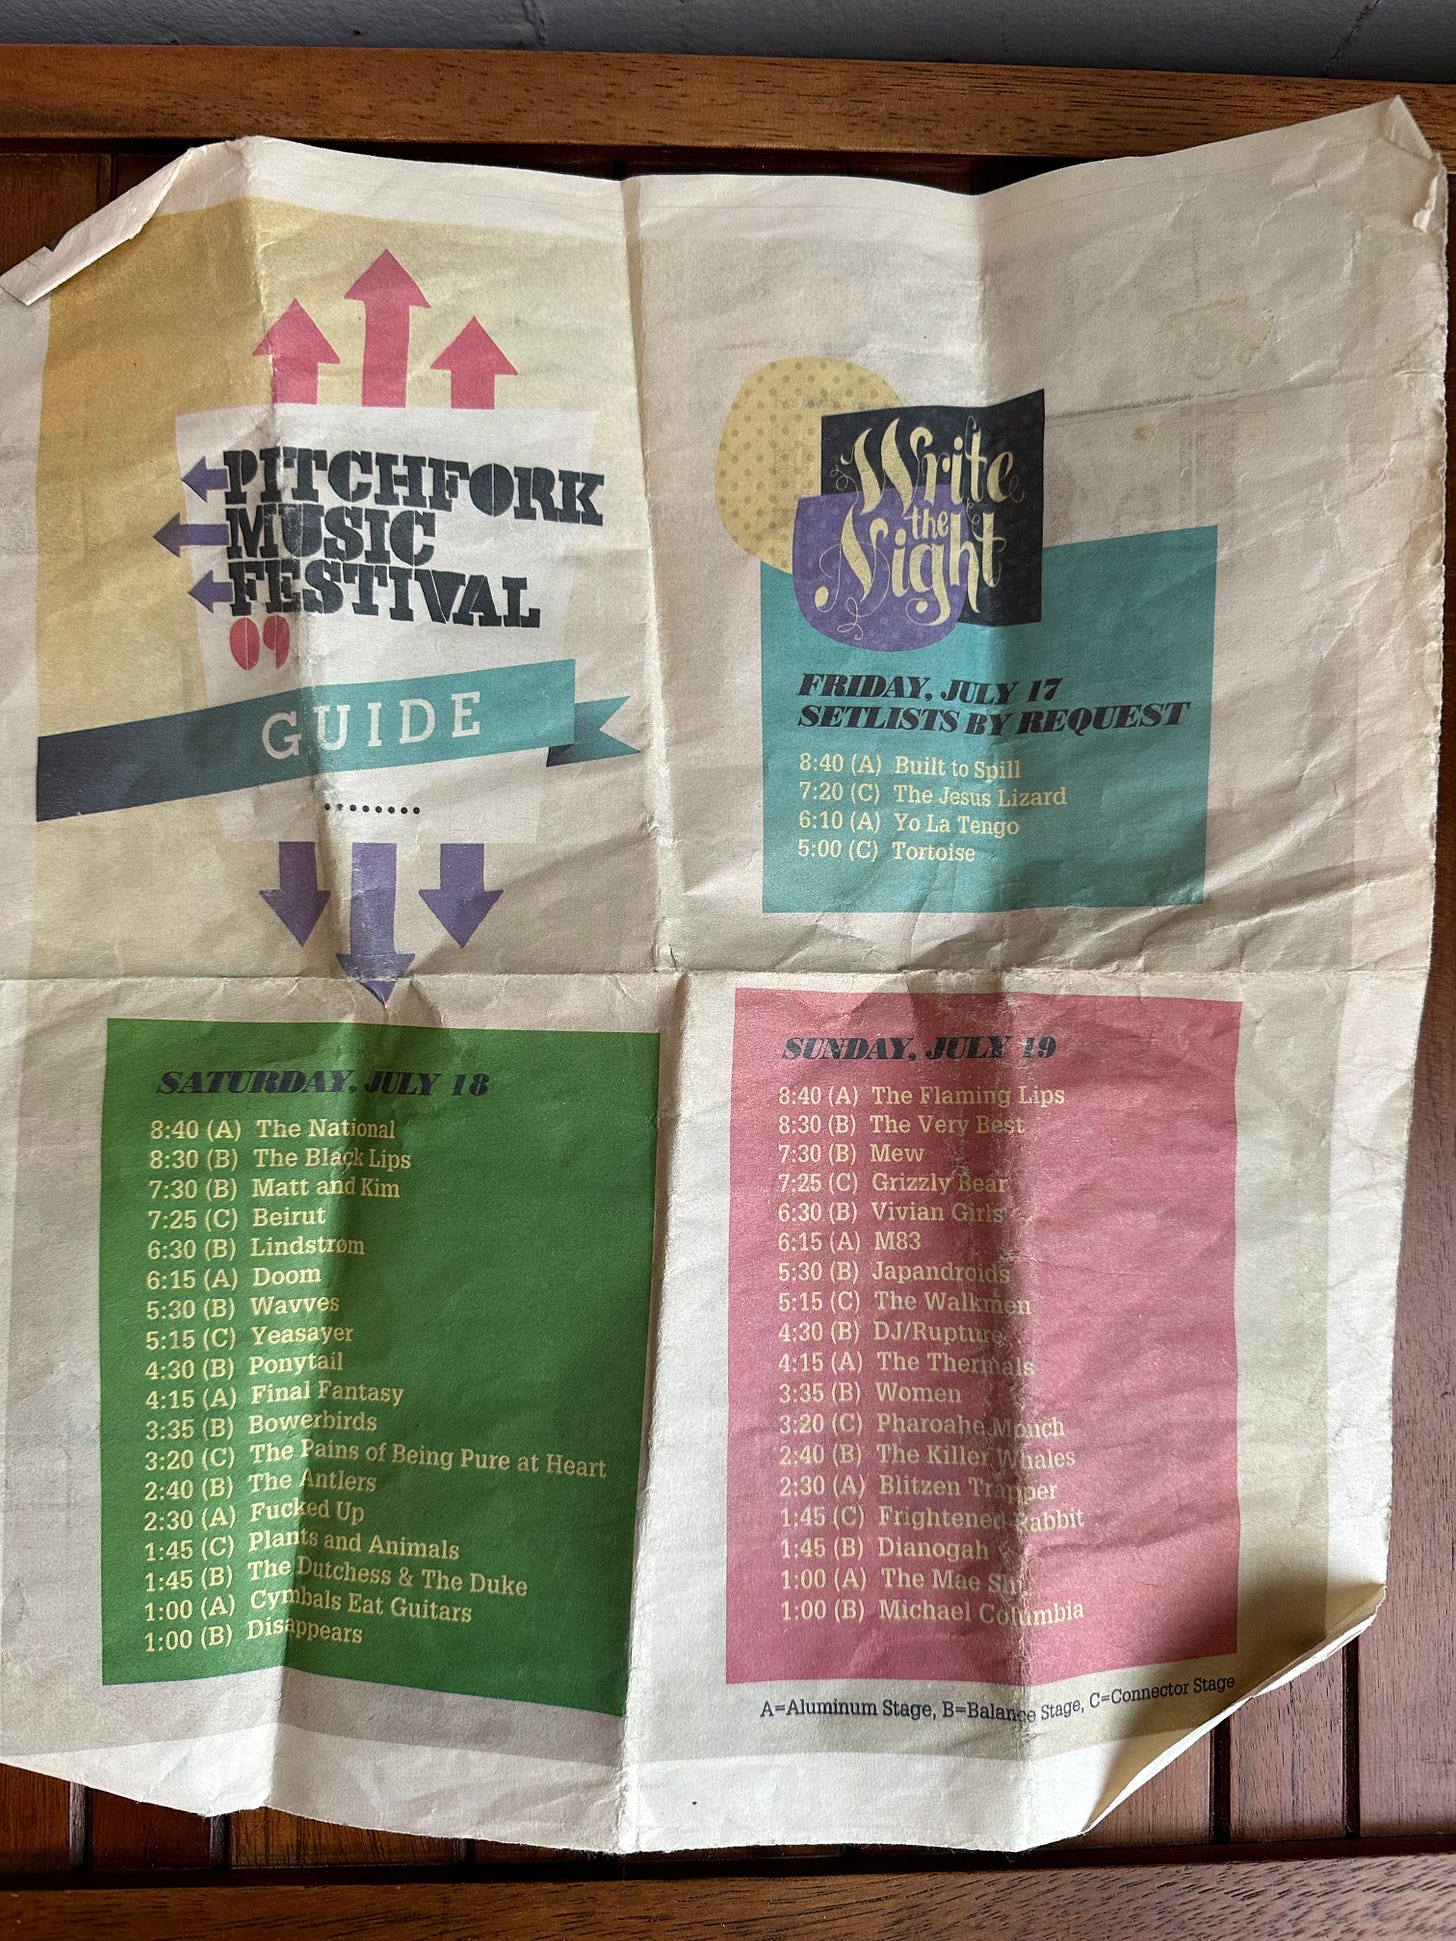 PITCHFORK
MUSIC
FESTIVAL
09
GUIDE
Write
the
Night
FRIDAY, JULY 17
SETLISTS BY REQUEST
8:40 (A) Built to Spill
7:20 (C) The Jesus Lizard
6:10 (A) Yo La Tengo
5:00 (C) Tortoise
SATURDAY, JULY 18
8:40 (A) The National
8:30 (B) The Black Lips
7:30 (B) Matt and Kim
7:25 (C) Beirut
6:30 (B) Lindstrøm
6:15 (A) Doom
5:30 (B) Wavves
5:15 (C) Yeasayer
4:30 (B) Ponytail
4:15 (A) Final Fantasy
3:35 (B) Bowerbirds
3:20 (C) The Pains of Being Pure at Heart
2:40 (B) The Antlers
2:30 (A) Fucked Up
1:45 (C) Plants and Animals
1:45 (B) The Dutchess & The Duke
1:00 (A) Cymbals Eat Guitars
1:00 (B) Disappears
SUNDAY, JULY 19
8:40 (A) The Flaming Lips
8:30 (B) The Very Best
7:30 (B) Mew
7:25 (C) Grizzly Bear
6:30 (B) Vivian Girls
6:15 (A) M83
5:30 (B) Japandroids
5:15 (C) The Walkmen
4:30 (B) DJ/Rupture
4:15 (A) The Thermals
3:35 (B) Women
3:20 (C) Pharoahe Monch
2:40 (B) The Killer Whales
2:30 (A) Blitzen Trapper
1:45 (C) Frightened Rabbit
1:45 (B) Dianogah
1:00 (A) The Mae Shi
1:00 (B) Michael Columbia
A=Aluminum Stage, B=Balance Stage, C=Connector Stage